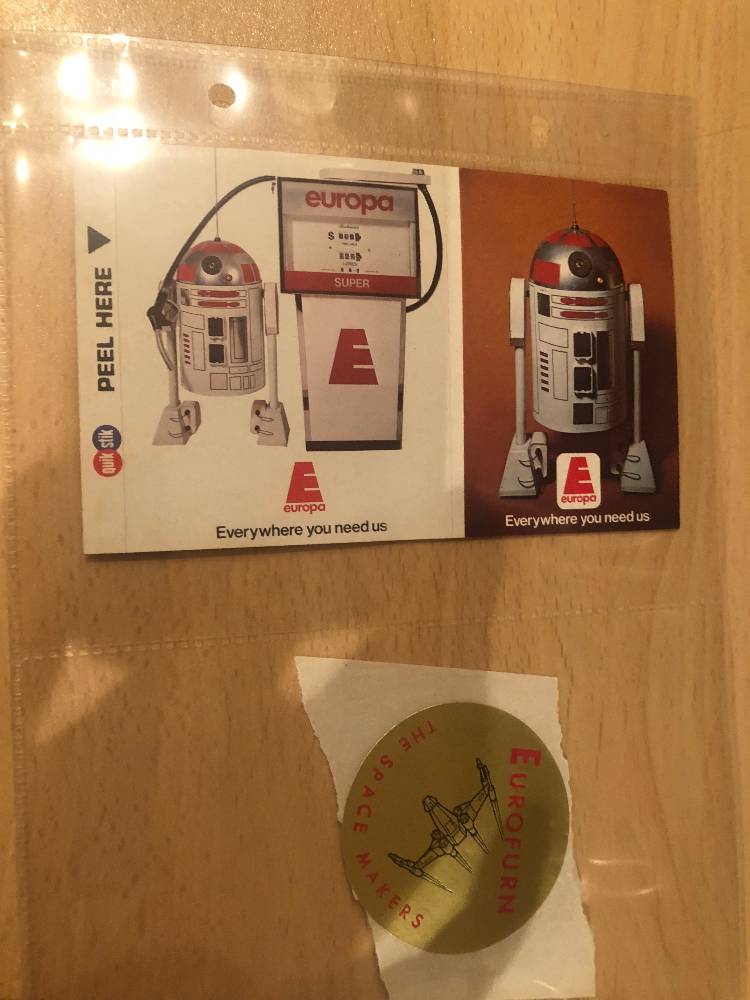 PEEL HERE
quik stik
europa
$
LITRES
SUPER
E
E
europa
Everywhere you need us
E
europa
Everywhere you need us
EUROFURN
THE SPACE MAKERS